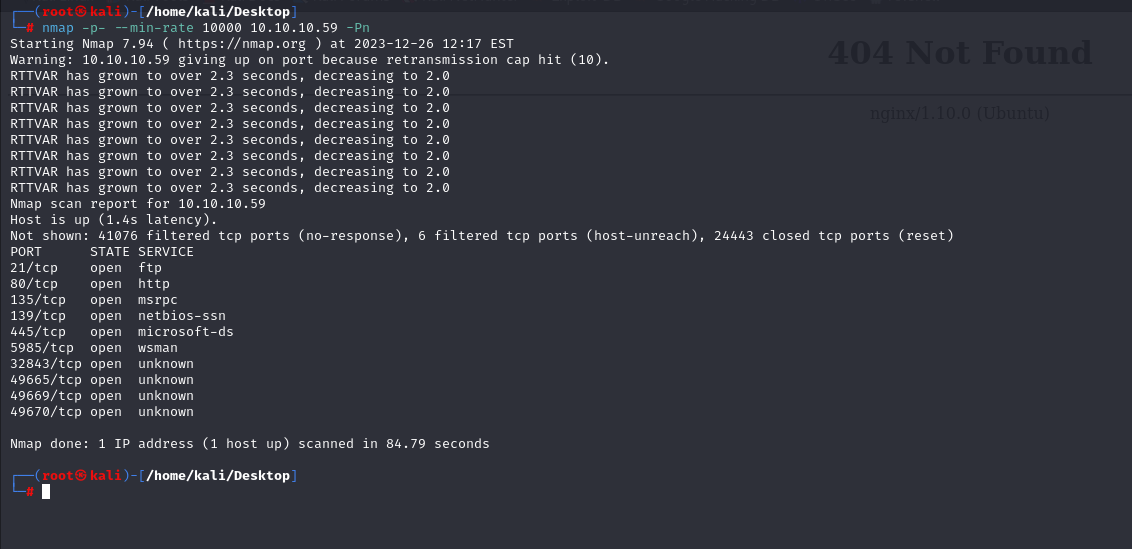 ┌──(root㉿kali)-[/home/kali/Desktop]
└─# nmap -p- --min-rate 10000 10.10.10.59 -Pn
Starting Nmap 7.94 ( https://nmap.org ) at 2023-12-26 12:17 EST
Warning: 10.10.10.59 giving up on port because retransmission cap hit (10).
RTTVAR has grown to over 2.3 seconds, decreasing to 2.0
RTTVAR has grown to over 2.3 seconds, decreasing to 2.0
RTTVAR has grown to over 2.3 seconds, decreasing to 2.0
RTTVAR has grown to over 2.3 seconds, decreasing to 2.0
RTTVAR has grown to over 2.3 seconds, decreasing to 2.0
RTTVAR has grown to over 2.3 seconds, decreasing to 2.0
RTTVAR has grown to over 2.3 seconds, decreasing to 2.0
RTTVAR has grown to over 2.3 seconds, decreasing to 2.0
Nmap scan report for 10.10.10.59
Host is up (1.4s latency).
Not shown: 41076 filtered tcp ports (no-response), 6 filtered tcp ports (host-unreach), 24443 closed tcp ports (reset)
PORT      STATE SERVICE
21/tcp    open  ftp
80/tcp    open  http
135/tcp   open  msrpc
139/tcp   open  netbios-ssn
445/tcp   open  microsoft-ds
5985/tcp  open  wsman
32843/tcp open  unknown
49665/tcp open  unknown
49669/tcp open  unknown
49670/tcp open  unknown
Nmap done: 1 IP address (1 host up) scanned in 84.79 seconds
┌──(root㉿kali)-[/home/kali/Desktop]
└─#
404 Not Found
nginx/1.10.0 (Ubuntu)